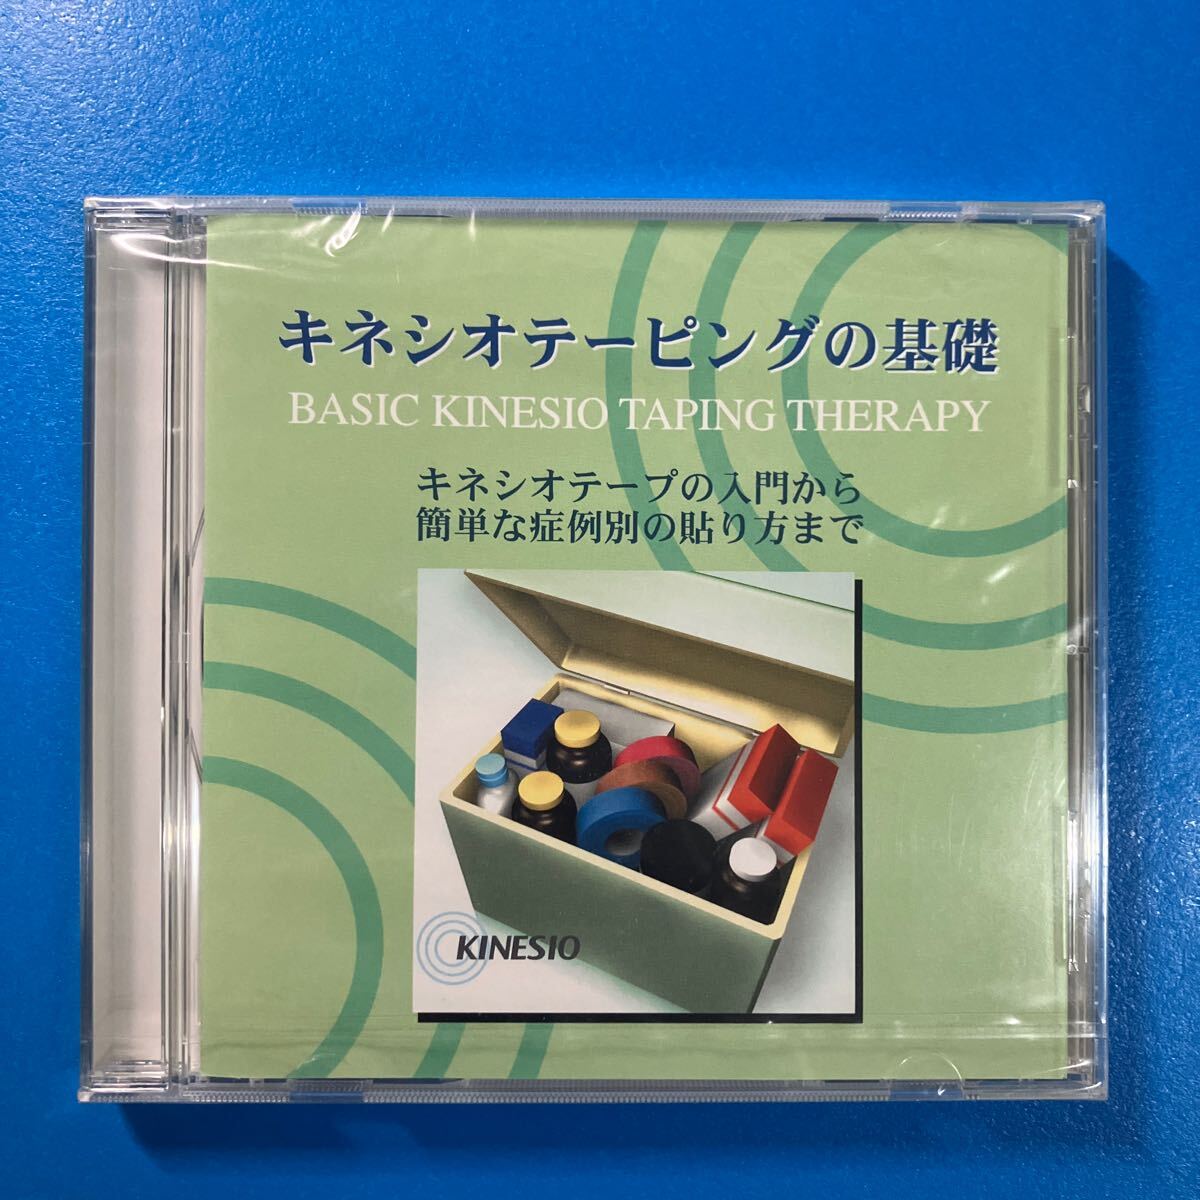 キネシオテーピングの基礎
BASIC KINESIO TAPING THERAPY
キネシオテープの入門から
簡単な症例別の貼り方まで
KINESIO